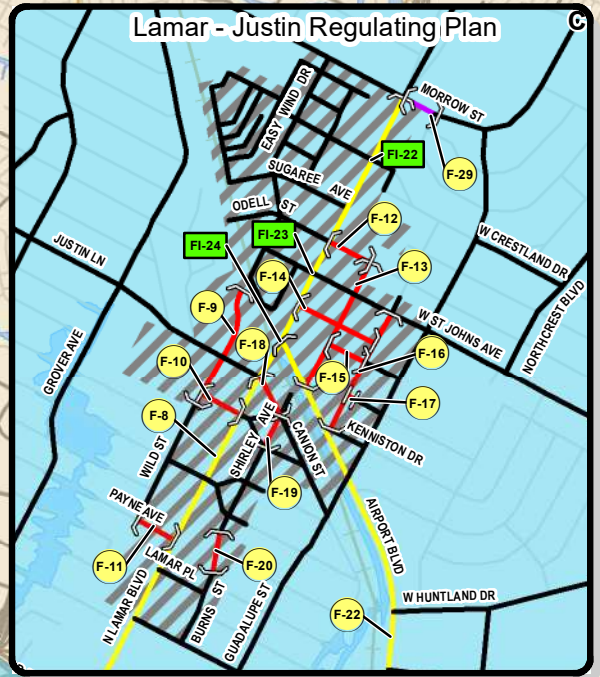 Lamar - Justin Regulating Plan
C
MORROW ST
EASY WIND DR
FI-22
F-29
SUGAREE AVE
ODELL ST
F-12
FI-23
FI-24
JUSTIN LN
F-14
F-13
W CRESTLAND DR
NORTHCREST BLVD
F-9
W ST JOHNS AVE
GROVER AVE
F-18
F-16
F-10
F-15
F-17
F-8
SHIRLEY AVE
CANION ST
KENNISTON DR
WILD ST
F-19
PAYNE AVE
AIRPORT BLVD
F-11
LAMAR PL
F-20
N LAMAR BLVD
BURNS ST
GUADALUPE ST
W HUNTLAND DR
F-22